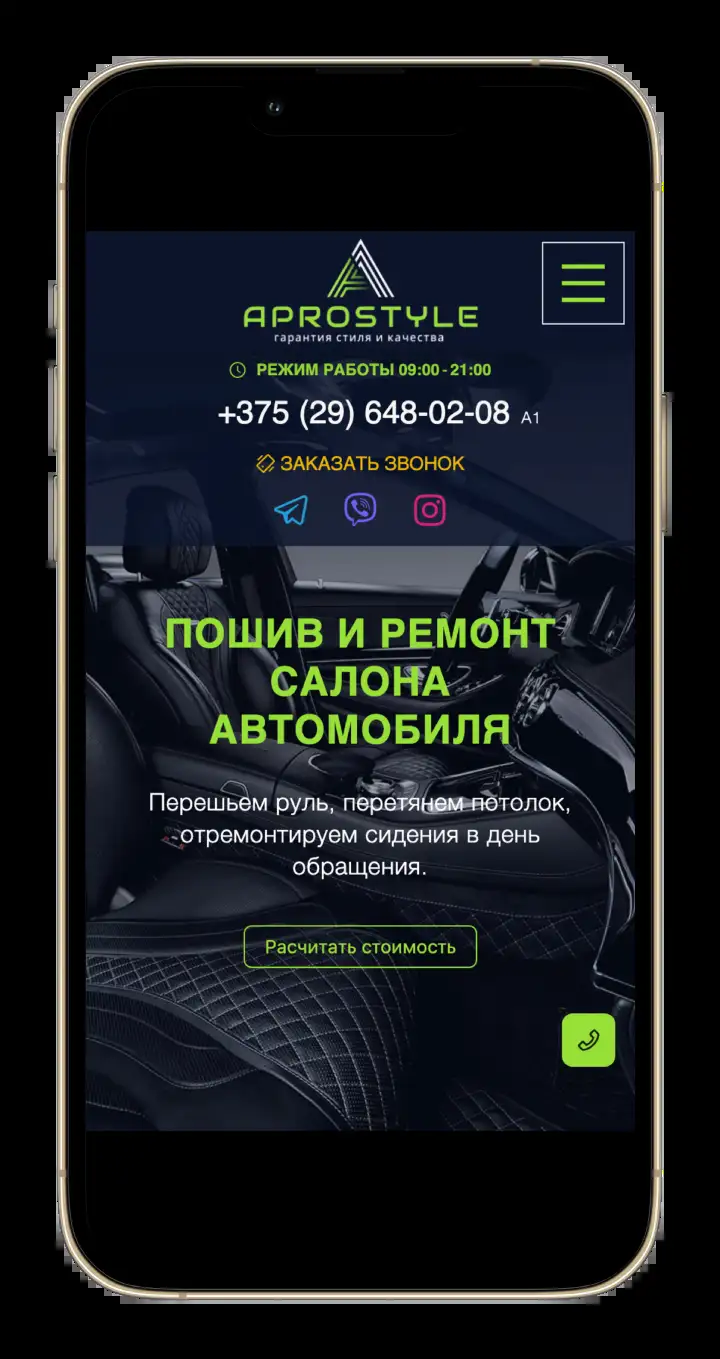 APROSTYLE
гарантия стиля и качества
РЕЖИМ РАБОТЫ 09:00 - 21:00
+375 (29) 648-02-08 A1
ЗАКАЗАТЬ ЗВОНОК
ПОШИВ И РЕМОНТ
САЛОНА
АВТОМОБИЛЯ
Перешьем руль, перетянем потолок,
отремонтируем сидения в день
обращения.
Расчитать стоимость